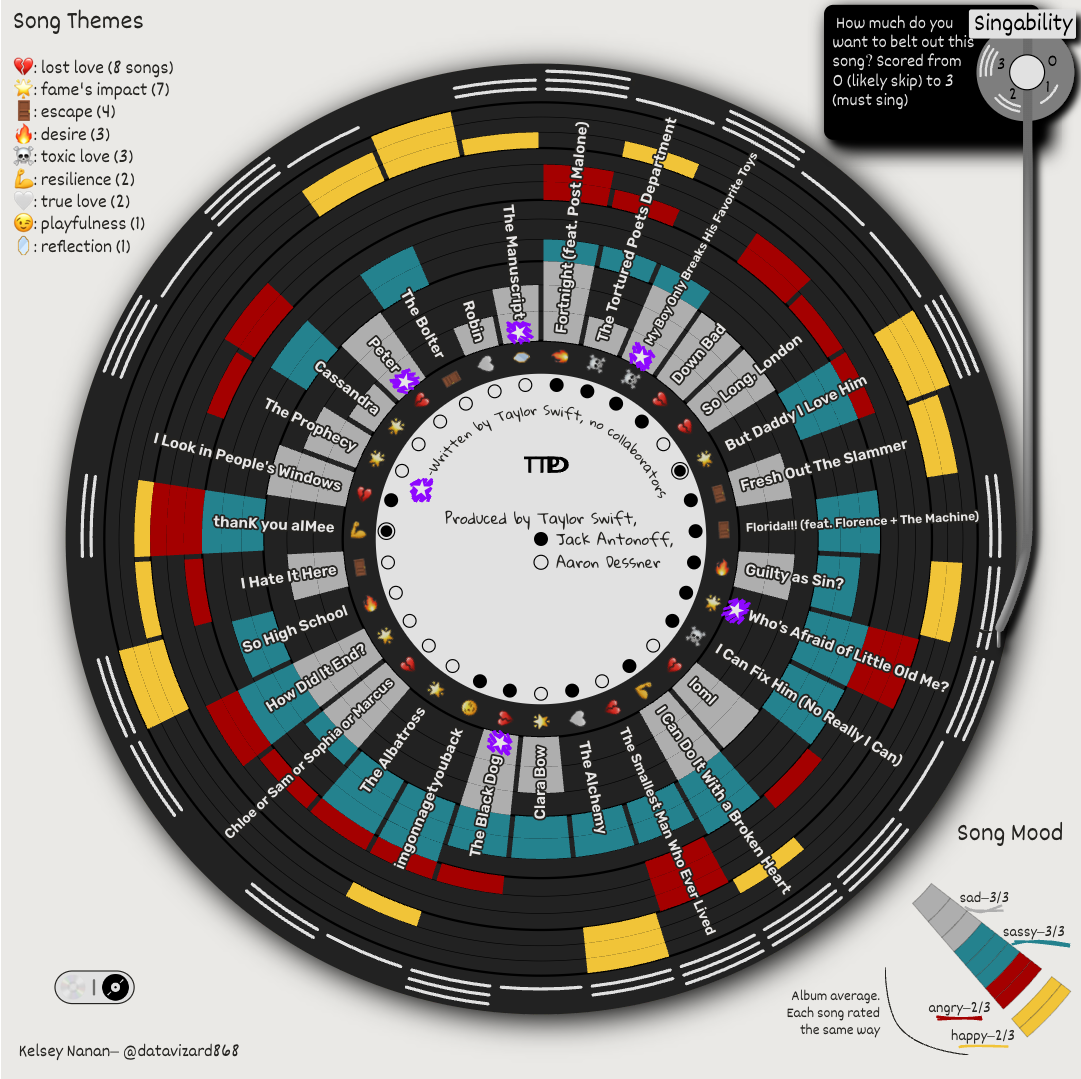 Song Themes
💔: lost love (8 songs)
🌟: fame's impact (7)
🚪: escape (4)
🔥: desire (3)
☠️: toxic love (3)
💪: resilience (2)
🤍: true love (2)
😉: playfulness (1)
🪞: reflection (1)
How much do you
want to belt out this
song? Scored from
0 (likely skip) to 3
(must sing)
Singability
0
1
2
3
Fortnight (feat. Post Malone)
The Tortured Poets Department
My Boy Only Breaks His Favorite Toys
Down Bad
So Long, London
But Daddy I Love Him
Fresh Out The Slammer
Florida!!! (feat. Florence + The Machine)
Guilty as Sin?
Who's Afraid of Little Old Me?
I Can Fix Him (No Really I Can)
loml
I Can Do It With a Broken Heart
The Smallest Man Who Ever Lived
The Alchemy
Clara Bow
The Black Dog
imgonnagetyouback
The Albatross
Chloe or Sam or Sophia or Marcus
How Did It End?
So High School
I Hate It Here
thanK you aIMee
I Look in People's Windows
The Prophecy
Cassandra
Peter
The Bolter
Robin
The Manuscript
-Written by Taylor Swift, no collaborators
TTPD
Produced by Taylor Swift,
Jack Antonoff,
Aaron Dessner
Song Mood
sad—3/3
sassy—3/3
angry—2/3
happy—2/3
Album average.
Each song rated
the same way
Kelsey Nanan— @datavizard868